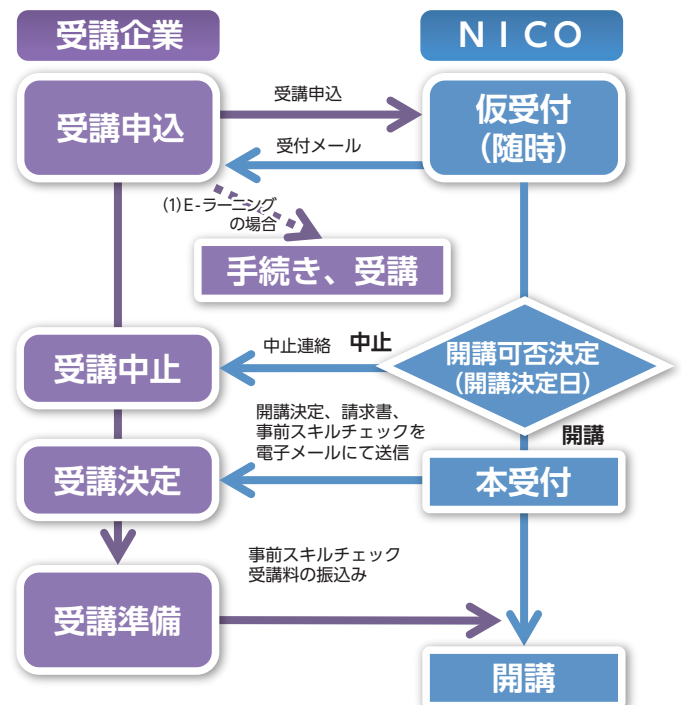 受講企業
ＮＩＣＯ
受講申込
受講申込
仮受付
（随時）
受付メール
(1)E-ラーニング
の場合
手続き、受講
受講中止
中止連絡
中止
開講可否決定
（開講決定日）
開講決定、請求書、
事前スキルチェックを
電子メールにて送信
開講
受講決定
本受付
事前スキルチェック
受講料の振込み
受講準備
開講